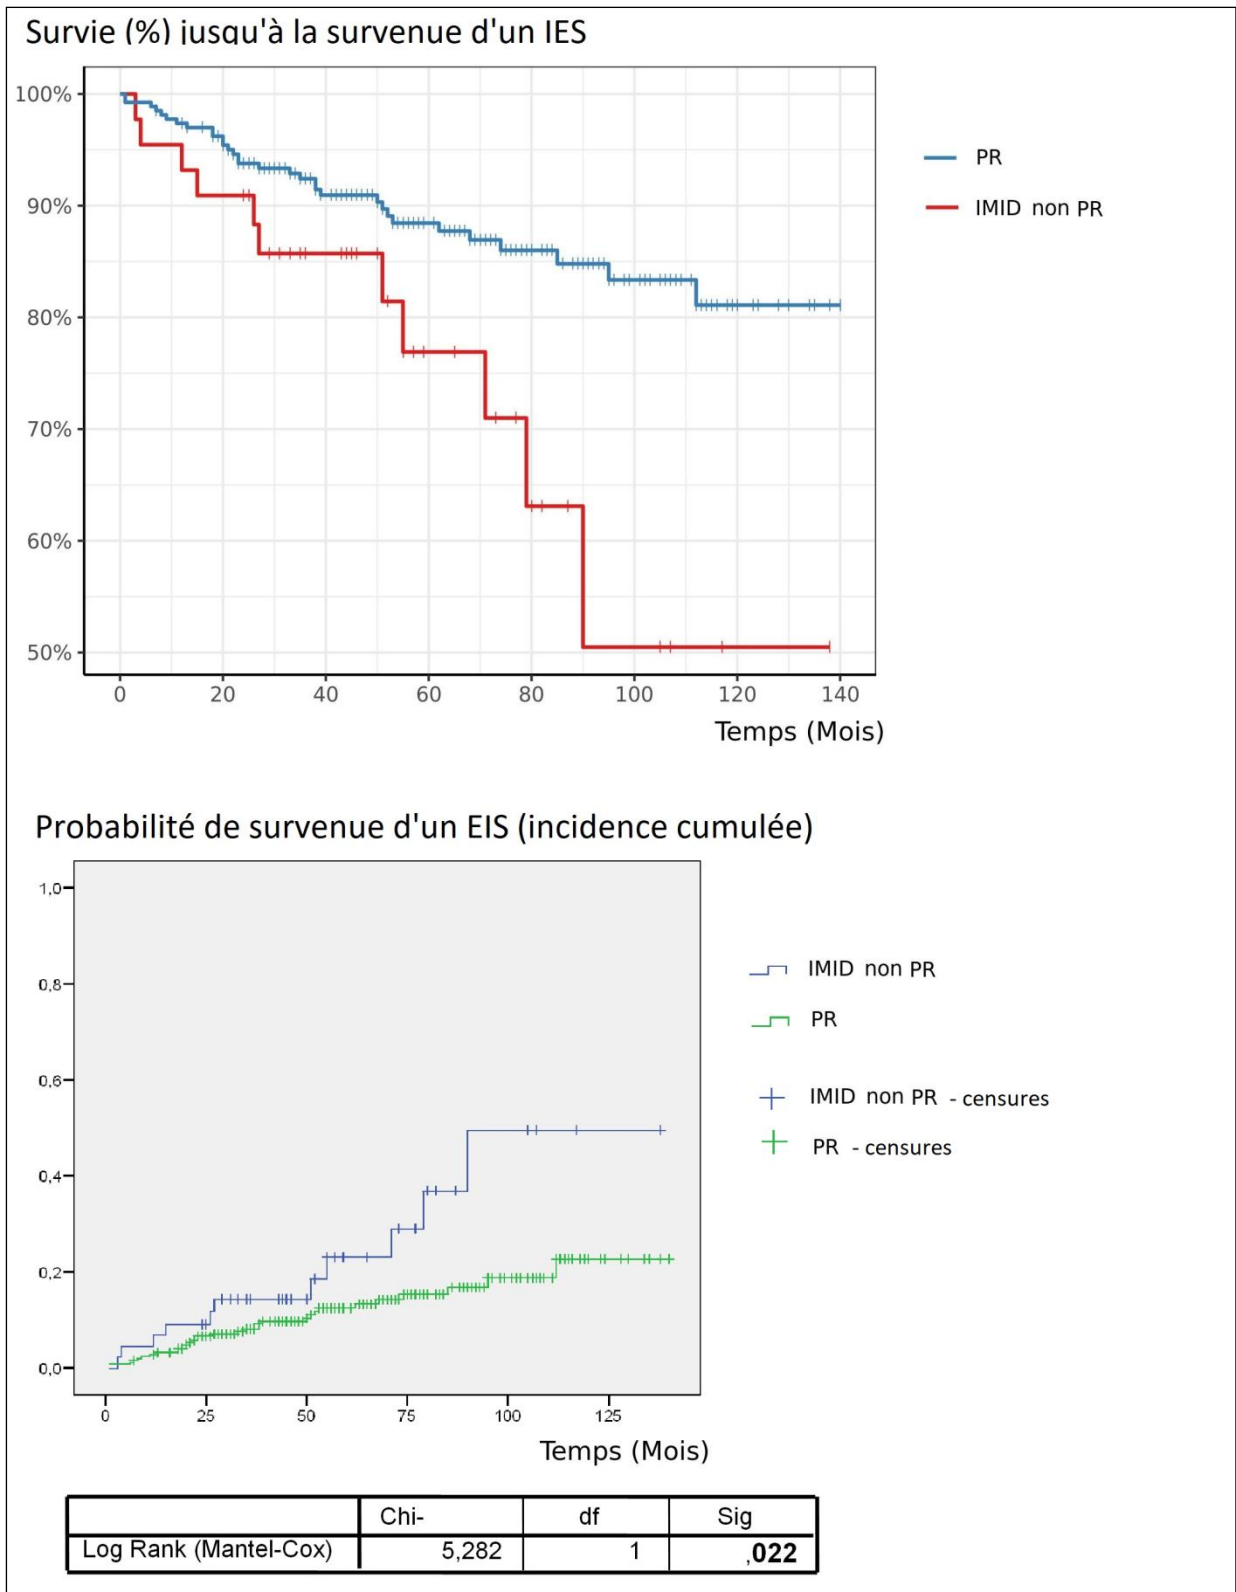 Survie (%) jusqu'à la survenue d'un IES
100%
90%
80%
70%
60%
50%
0 20 40 60 80 100 120 140
Temps (Mois)
PR
IMID non PR
Probabilité de survenue d'un EIS (incidence cumulée)
1,0
0,8
0,6
0,4
0,2
0,0
0 25 50 75 100 125
Temps (Mois)
IMID non PR
PR
IMID non PR - censures
PR - censures
Chi- df Sig
Log Rank (Mantel-Cox) 5,282 1 ,022